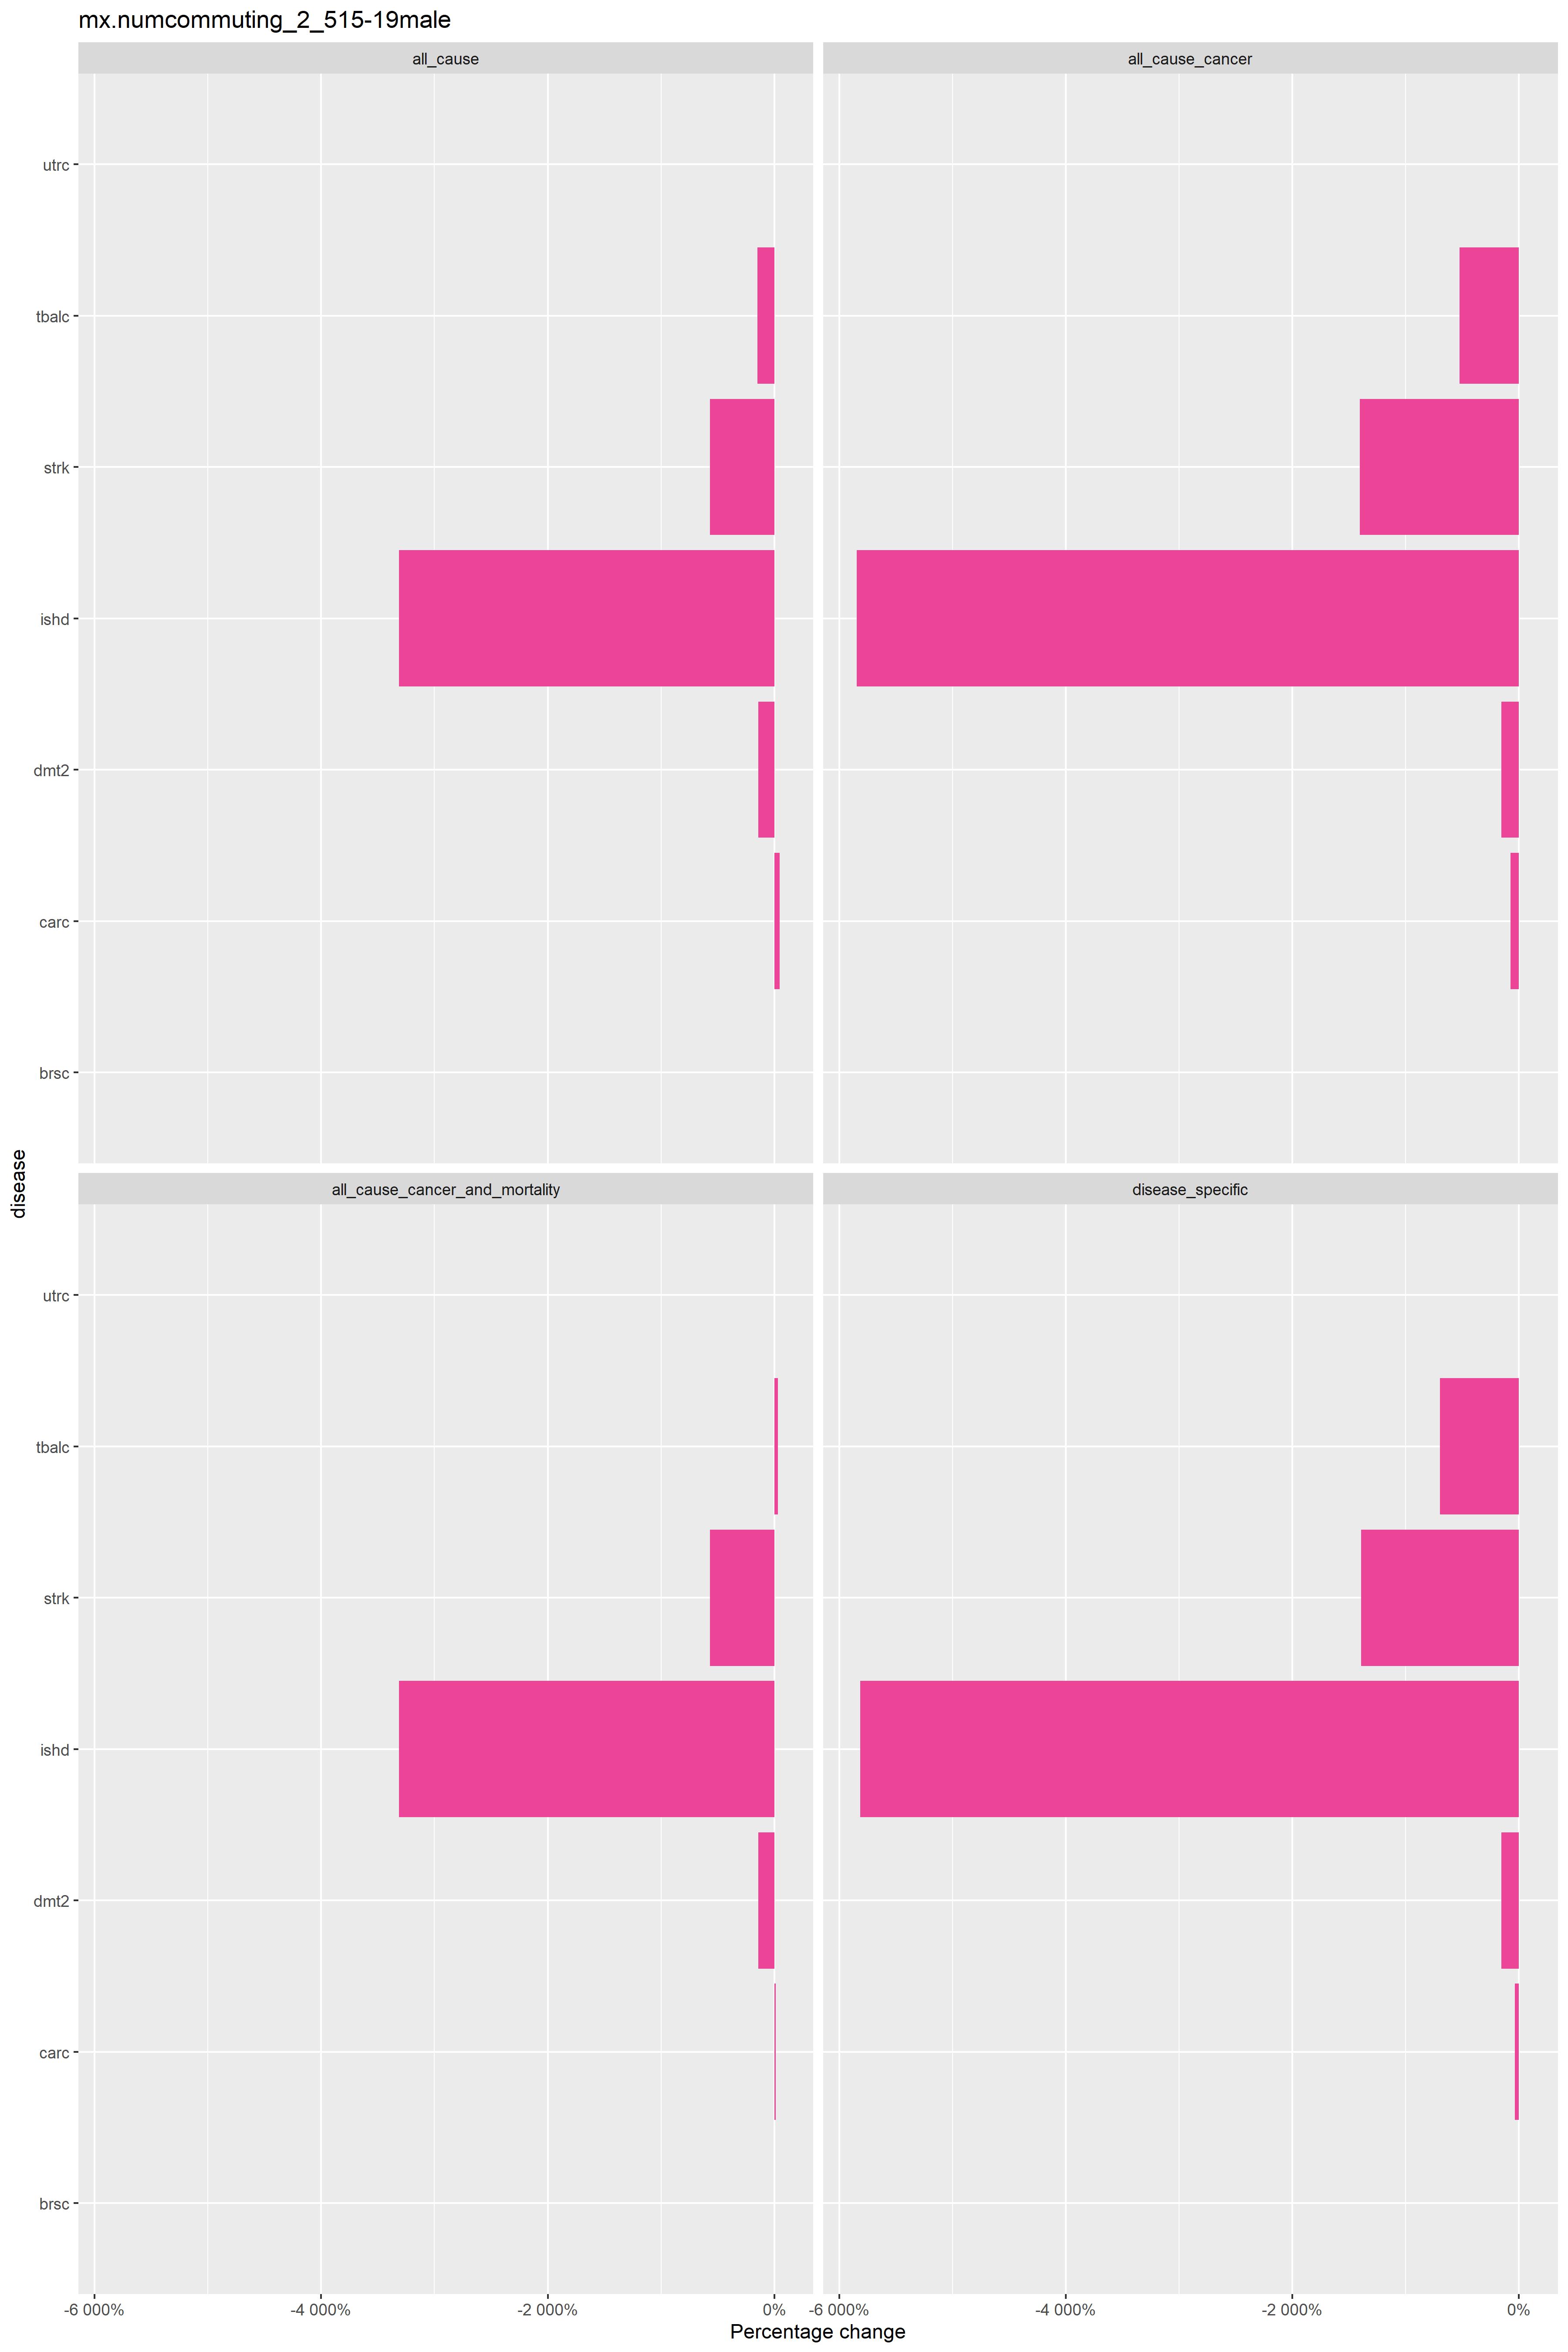 mx.numcommuting_2_515-19male
all_cause
all_cause_cancer
utrc
tbalc
strk
ishd
dmt2
carc
brsc
disease
all_cause_cancer_and_mortality
disease_specific
utrc
tbalc
strk
ishd
dmt2
carc
brsc
-6 000%
-4 000%
-2 000%
0%
-6 000%
-4 000%
-2 000%
0%
Percentage change